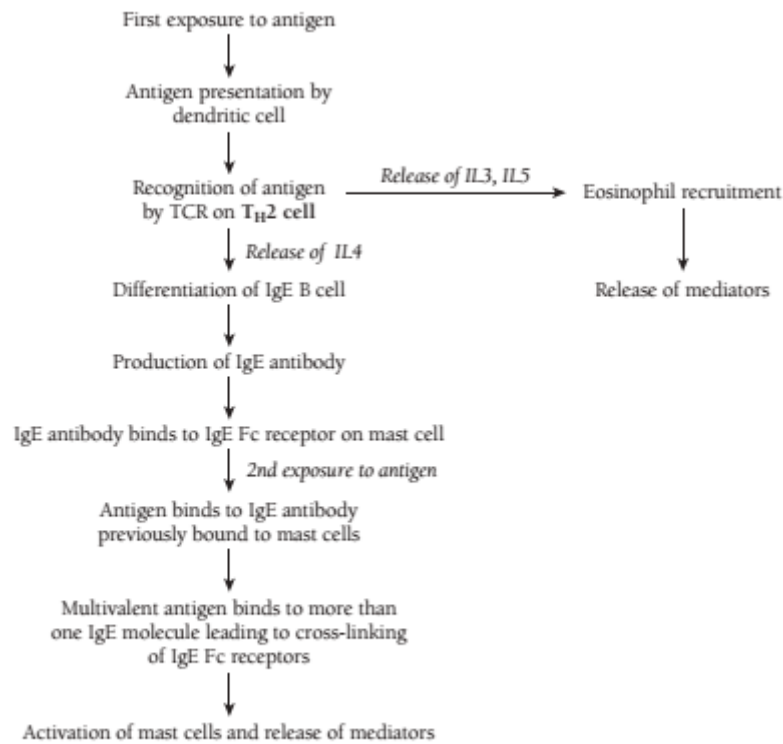 First exposure to antigen
Antigen presentation by
dendritic cell
Recognition of antigen
by TCR on TH2 cell
Release of IL3, IL5
Eosinophil recruitment
Release of mediators
Release of IL4
Differentiation of IgE B cell
Production of IgE antibody
IgE antibody binds to IgE Fc receptor on mast cell
2nd exposure to antigen
Antigen binds to IgE antibody
previously bound to mast cells
Multivalent antigen binds to more than
one IgE molecule leading to cross-linking
of IgE Fc receptors
Activation of mast cells and release of mediators